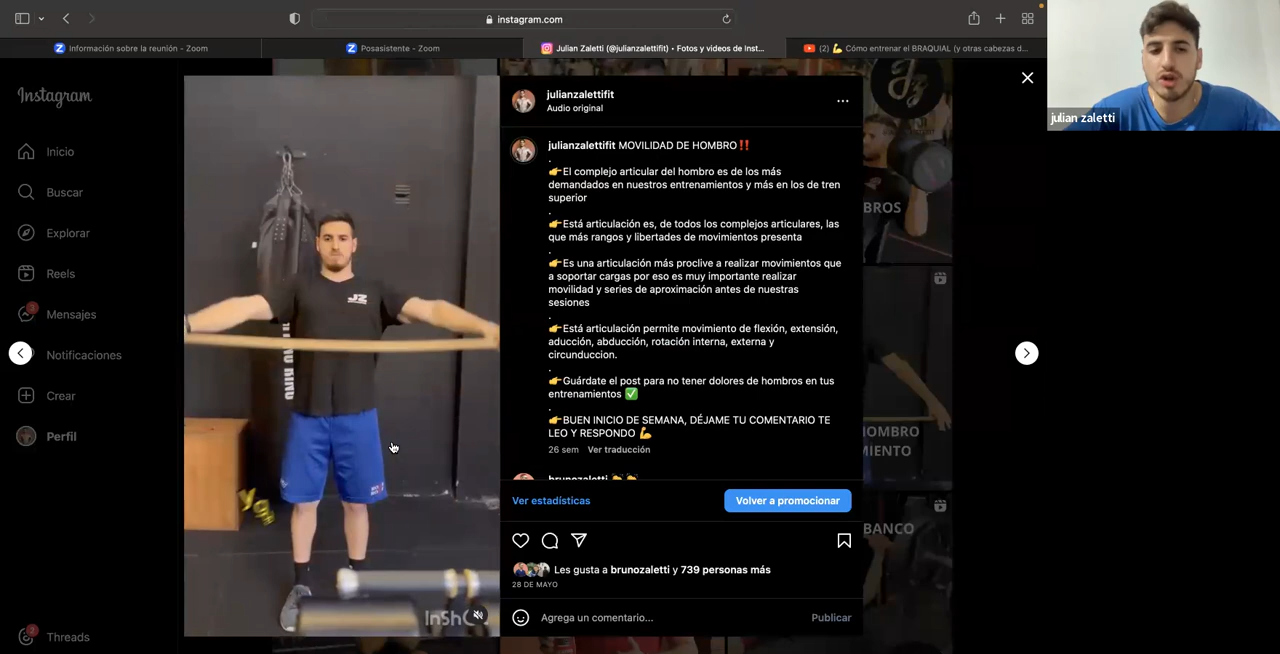 instagram.com
Información sobre la reunión - Zoom
Posasistente - Zoom
Julian Zaletti (@julianzalettifit) • Fotos y videos de Inst...
(2) 💪 Cómo entrenar el BRAQUIAL (y otras cabezas d...
Instagram
Inicio
Buscar
Explorar
Reels
Mensajes
3
Notificaciones
Crear
Perfil
Threads
2
JZ
InSh
julianzalettifit
Audio original
julianzalettifit MOVILIDAD DE HOMBRO‼️
.
👉El complejo articular del hombro es de los más
demandados en nuestros entrenamientos y más en los de tren
superior
.
👉Está articulación es, de todos los complejos articulares, las
que más rangos y libertades de movimientos presenta
.
👉Es una articulación más proclive a realizar movimientos que
a soportar cargas por eso es muy importante realizar
movilidad y series de aproximación antes de nuestras
sesiones
.
👉Está articulación permite movimiento de flexión, extensión,
aducción, abducción, rotación interna, externa y
circunduccion.
.
👉Guárdate el post para no tener dolores de hombros en tus
entrenamientos ✅
.
👉BUEN INICIO DE SEMANA, DÉJAME TU COMENTARIO TE
LEO Y RESPONDO 💪
26 sem Ver traducción
brunozaletti 👏👏
Ver estadísticas
Volver a promocionar
Les gusta a brunozaletti y 739 personas más
28 DE MAYO
Agrega un comentario...
Publicar
BROS
OMBRO
MIENTO
BANCO
julian zaletti